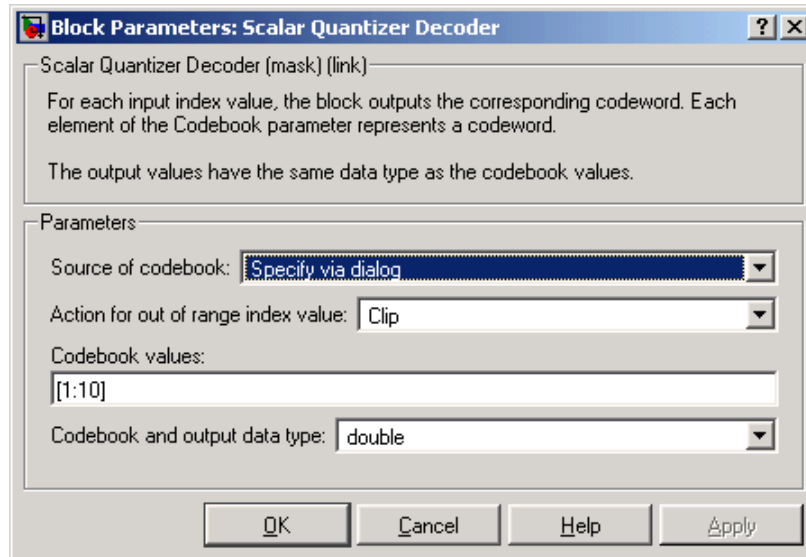 Block Parameters: Scalar Quantizer Decoder
Scalar Quantizer Decoder (mask) (link)
For each input index value, the block outputs the corresponding codeword. Each
element of the Codebook parameter represents a codeword.
The output values have the same data type as the codebook values.
Parameters
Source of codebook: Specify via dialog
Action for out of range index value: Clip
Codebook values:
[1:10]
Codebook and output data type: double
OK Cancel Help Apply